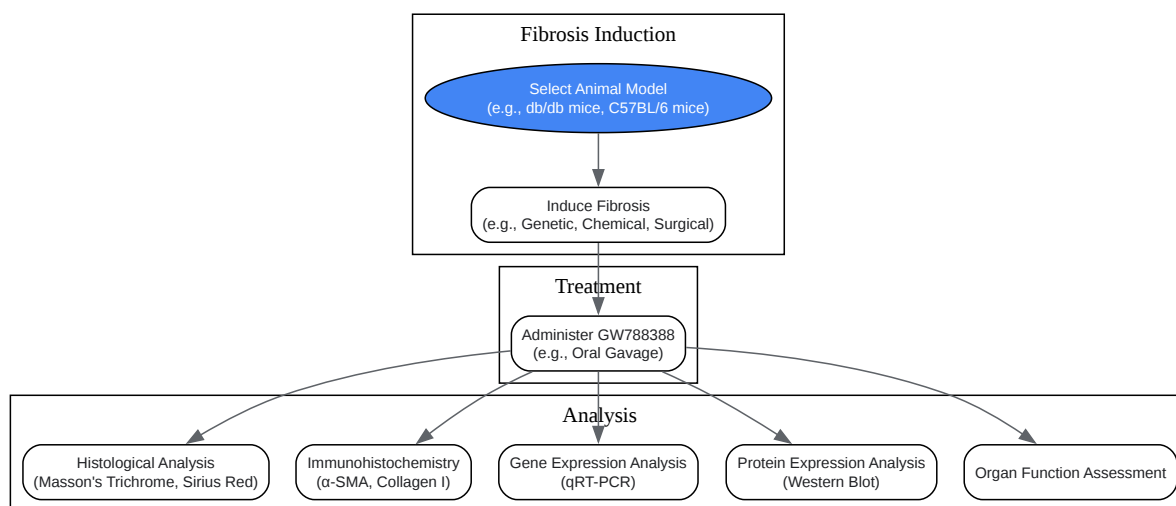 Fibrosis Induction
Select Animal Model
(e.g., db/db mice, C57BL/6 mice)
Induce Fibrosis
(e.g., Genetic, Chemical, Surgical)
Treatment
Administer GW788388
(e.g., Oral Gavage)
Analysis
Histological Analysis
(Masson's Trichrome, Sirius Red)
Immunohistochemistry
(α-SMA, Collagen I)
Gene Expression Analysis
(qRT-PCR)
Protein Expression Analysis
(Western Blot)
Organ Function Assessment